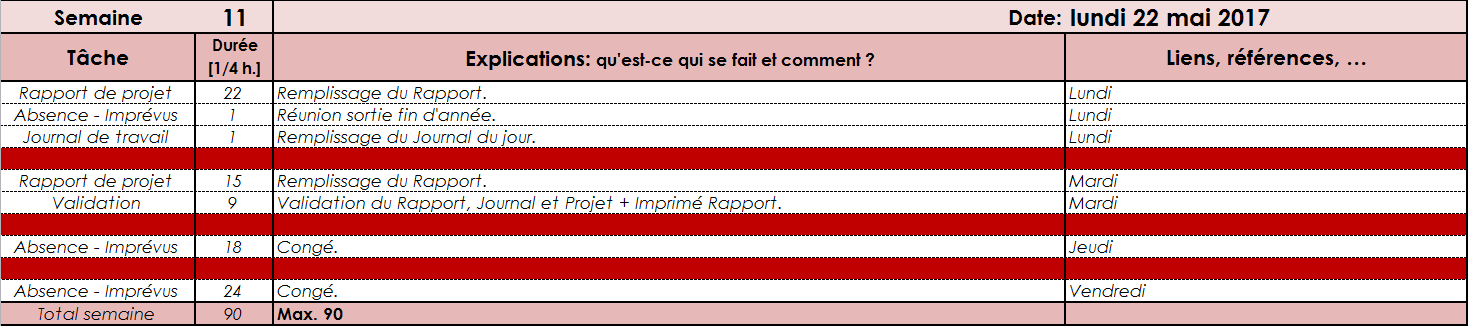 Semaine 11 Date: lundi 22 mai 2017
Tâche Durée [1/4 h.] Explications: qu'est-ce qui se fait et comment ? Liens, références, …
Rapport de projet 22 Remplissage du Rapport. Lundi
Absence - Imprévus 1 Réunion sortie fin d'année. Lundi
Journal de travail 1 Remplissage du Journal du jour. Lundi
Rapport de projet 15 Remplissage du Rapport. Mardi
Validation 9 Validation du Rapport, Journal et Projet + Imprimé Rapport. Mardi
Absence - Imprévus 18 Congé. Jeudi
Absence - Imprévus 24 Congé. Vendredi
Total semaine 90 Max. 90